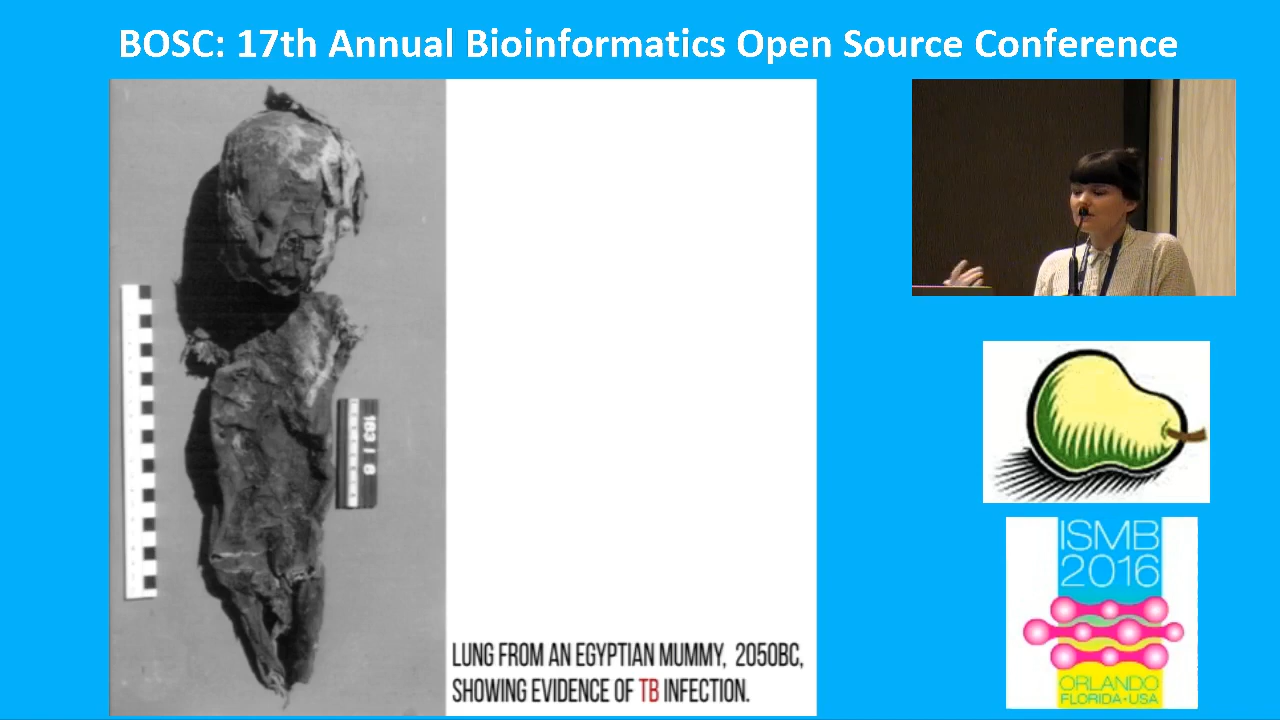 BOSC: 17th Annual Bioinformatics Open Source Conference
LUNG FROM AN EGYPTIAN MUMMY, 2050BC,
SHOWING EVIDENCE OF TB INFECTION.
ISMB
2016
ORLANDO
FLORIDA•USA